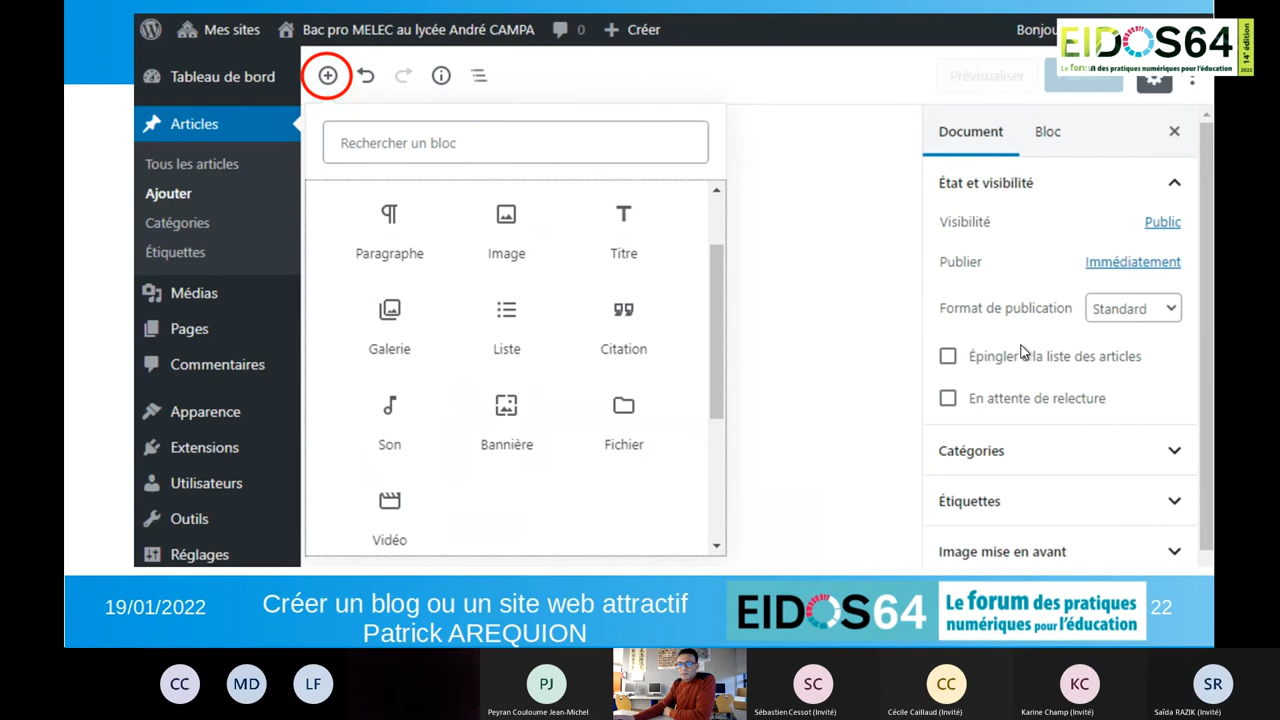 Mes sites
Bac pro MELEC au lycée André CAMPA
0
Créer
Bonjou
EIDOS64
Le forum des pratiques numériques pour l'éducation
14e édition
2022
Tableau de bord
Articles
Tous les articles
Ajouter
Catégories
Étiquettes
Médias
Pages
Commentaires
Apparence
Extensions
Utilisateurs
Outils
Réglages
Prévisualiser
Rechercher un bloc
Paragraphe
Image
Titre
Galerie
Liste
Citation
Son
Bannière
Fichier
Vidéo
Document
Bloc
État et visibilité
Visibilité
Public
Publier
Immédiatement
Format de publication
Standard
Épingler la liste des articles
En attente de relecture
Catégories
Étiquettes
Image mise en avant
19/01/2022
Créer un blog ou un site web attractif
Patrick AREQUION
EIDOS64
Le forum des pratiques
numériques pour l'éducation
22
CC
MD
LF
PJ
SC
CC
KC
SR
Peyran Couloume Jean-Michel
Sébastien Cessot (Invité)
Cécile Caillaud (Invité)
Karine Champ (Invité)
Saïda RAZIK (Invité)